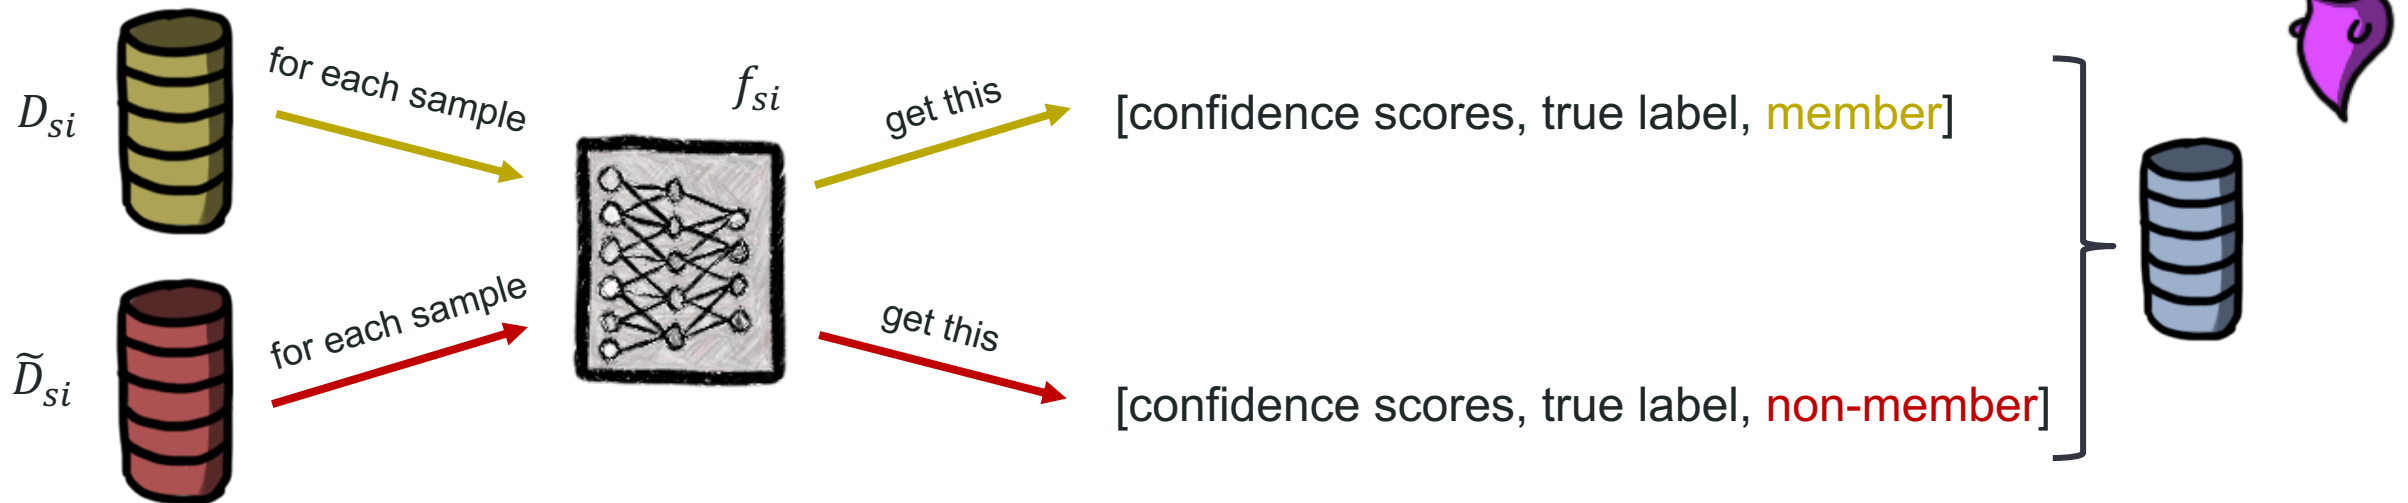 D_si
for each sample
f_si
get this
[confidence scores, true label, member]
D̃_si
for each sample
get this
[confidence scores, true label, non-member]